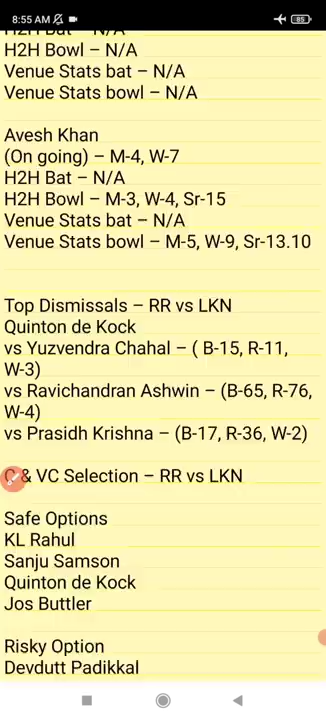 8:55 AM
85
H2H Bat – N/A
H2H Bowl – N/A
Venue Stats bat – N/A
Venue Stats bowl – N/A
Avesh Khan
(On going) – M-4, W-7
H2H Bat – N/A
H2H Bowl – M-3, W-4, Sr-15
Venue Stats bat – N/A
Venue Stats bowl – M-5, W-9, Sr-13.10
Top Dismissals – RR vs LKN
Quinton de Kock
vs Yuzvendra Chahal – ( B-15, R-11,
W-3)
vs Ravichandran Ashwin – (B-65, R-76,
W-4)
vs Prasidh Krishna – (B-17, R-36, W-2)
C & VC Selection – RR vs LKN
Safe Options
KL Rahul
Sanju Samson
Quinton de Kock
Jos Buttler
Risky Option
Devdutt Padikkal